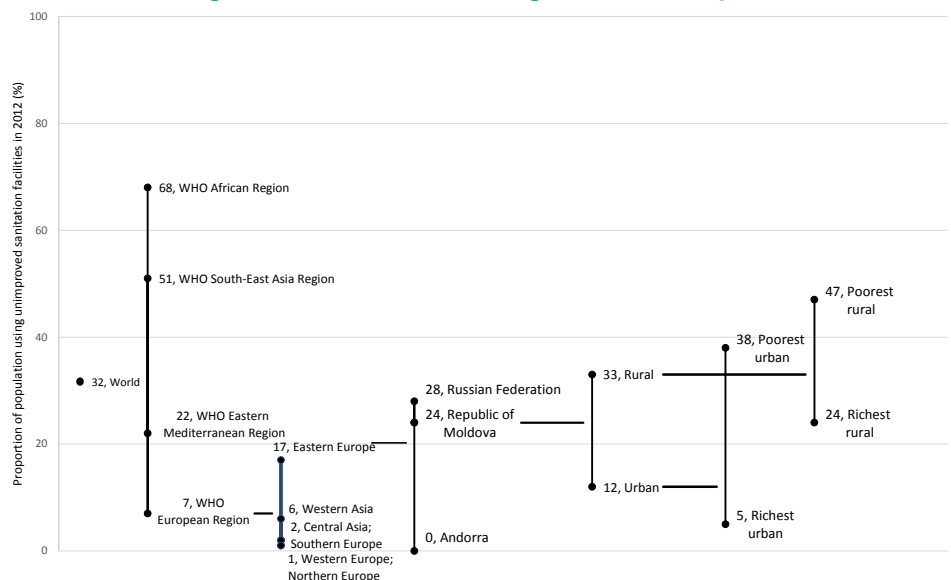 Proportion of population using unimproved sanitation facilities in 2012 (%)
100
80
60
40
20
0
32, World
68, WHO African Region
51, WHO South-East Asia Region
22, WHO Eastern
Mediterranean Region
7, WHO
European Region
17, Eastern Europe
6, Western Asia
2, Central Asia;
Southern Europe
1, Western Europe;
Northern Europe
28, Russian Federation
24, Republic of
Moldova
0, Andorra
33, Rural
12, Urban
38, Poorest
urban
5, Richest
urban
47, Poorest
rural
24, Richest
rural